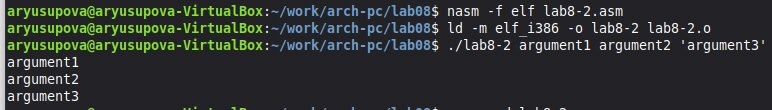 aryusupova@aryusupova-VirtualBox:~/work/arch-pc/lab08$ nasm -f elf lab8-2.asm
aryusupova@aryusupova-VirtualBox:~/work/arch-pc/lab08$ ld -m elf_i386 -o lab8-2 lab8-2.o
aryusupova@aryusupova-VirtualBox:~/work/arch-pc/lab08$ ./lab8-2 argument1 argument2 'argument3'
argument1
argument2
argument3